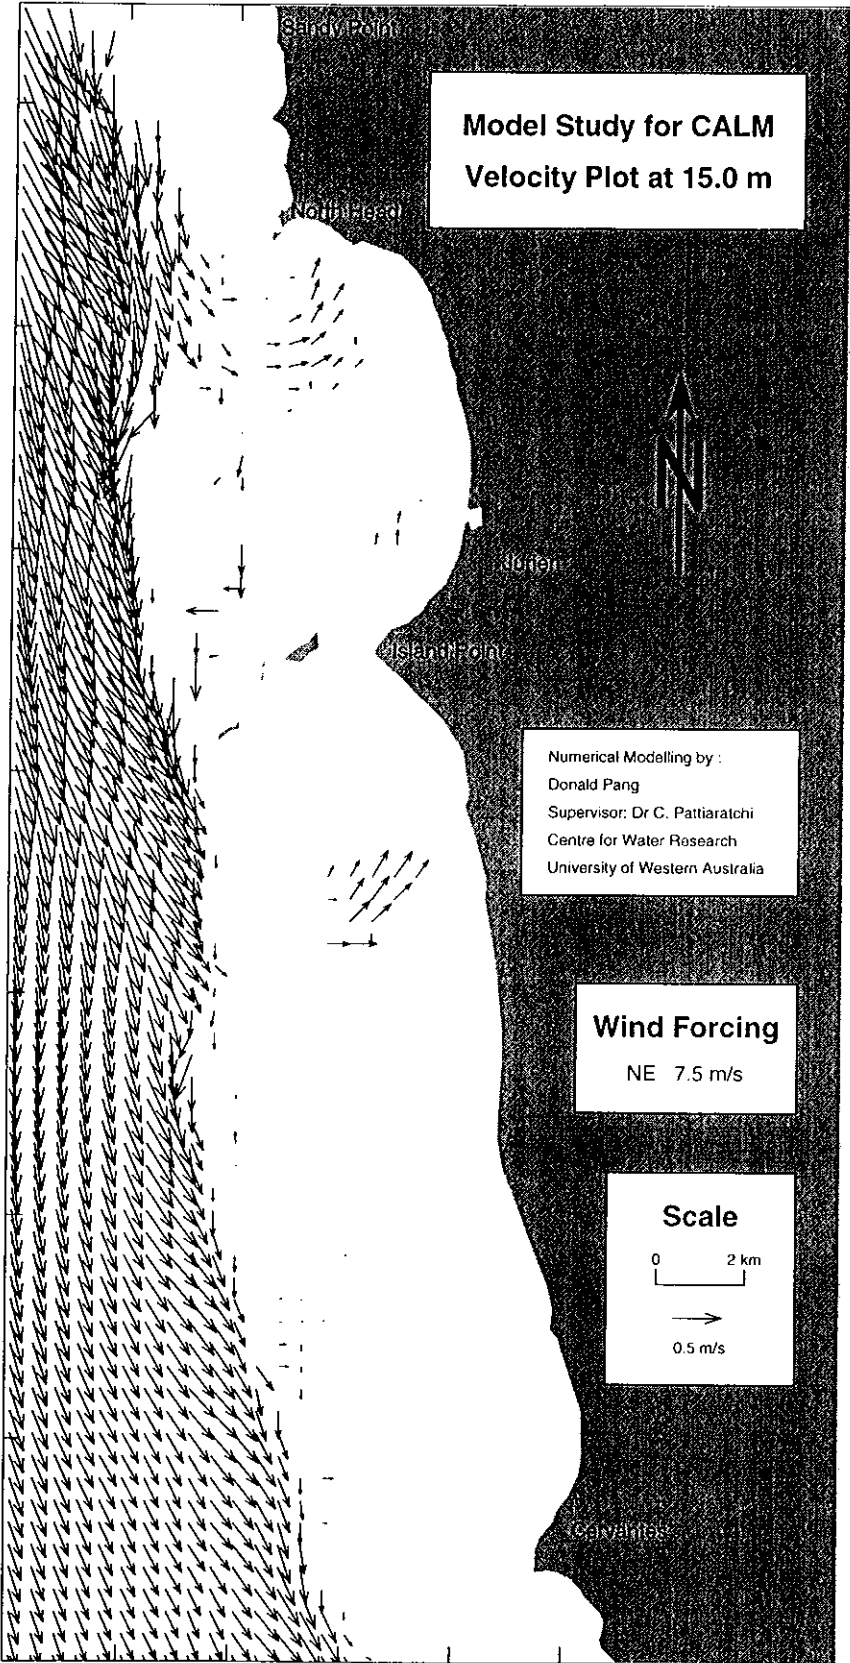 Sandy Point
Model Study for CALM
Velocity Plot at 15.0 m
North Head
N
Jurien
Island Point
Numerical Modelling by :
Donald Pang
Supervisor: Dr C. Pattiaratchi
Centre for Water Research
University of Western Australia
Wind Forcing
NE 7.5 m/s
Scale
0 2 km
0.5 m/s
Cervantes